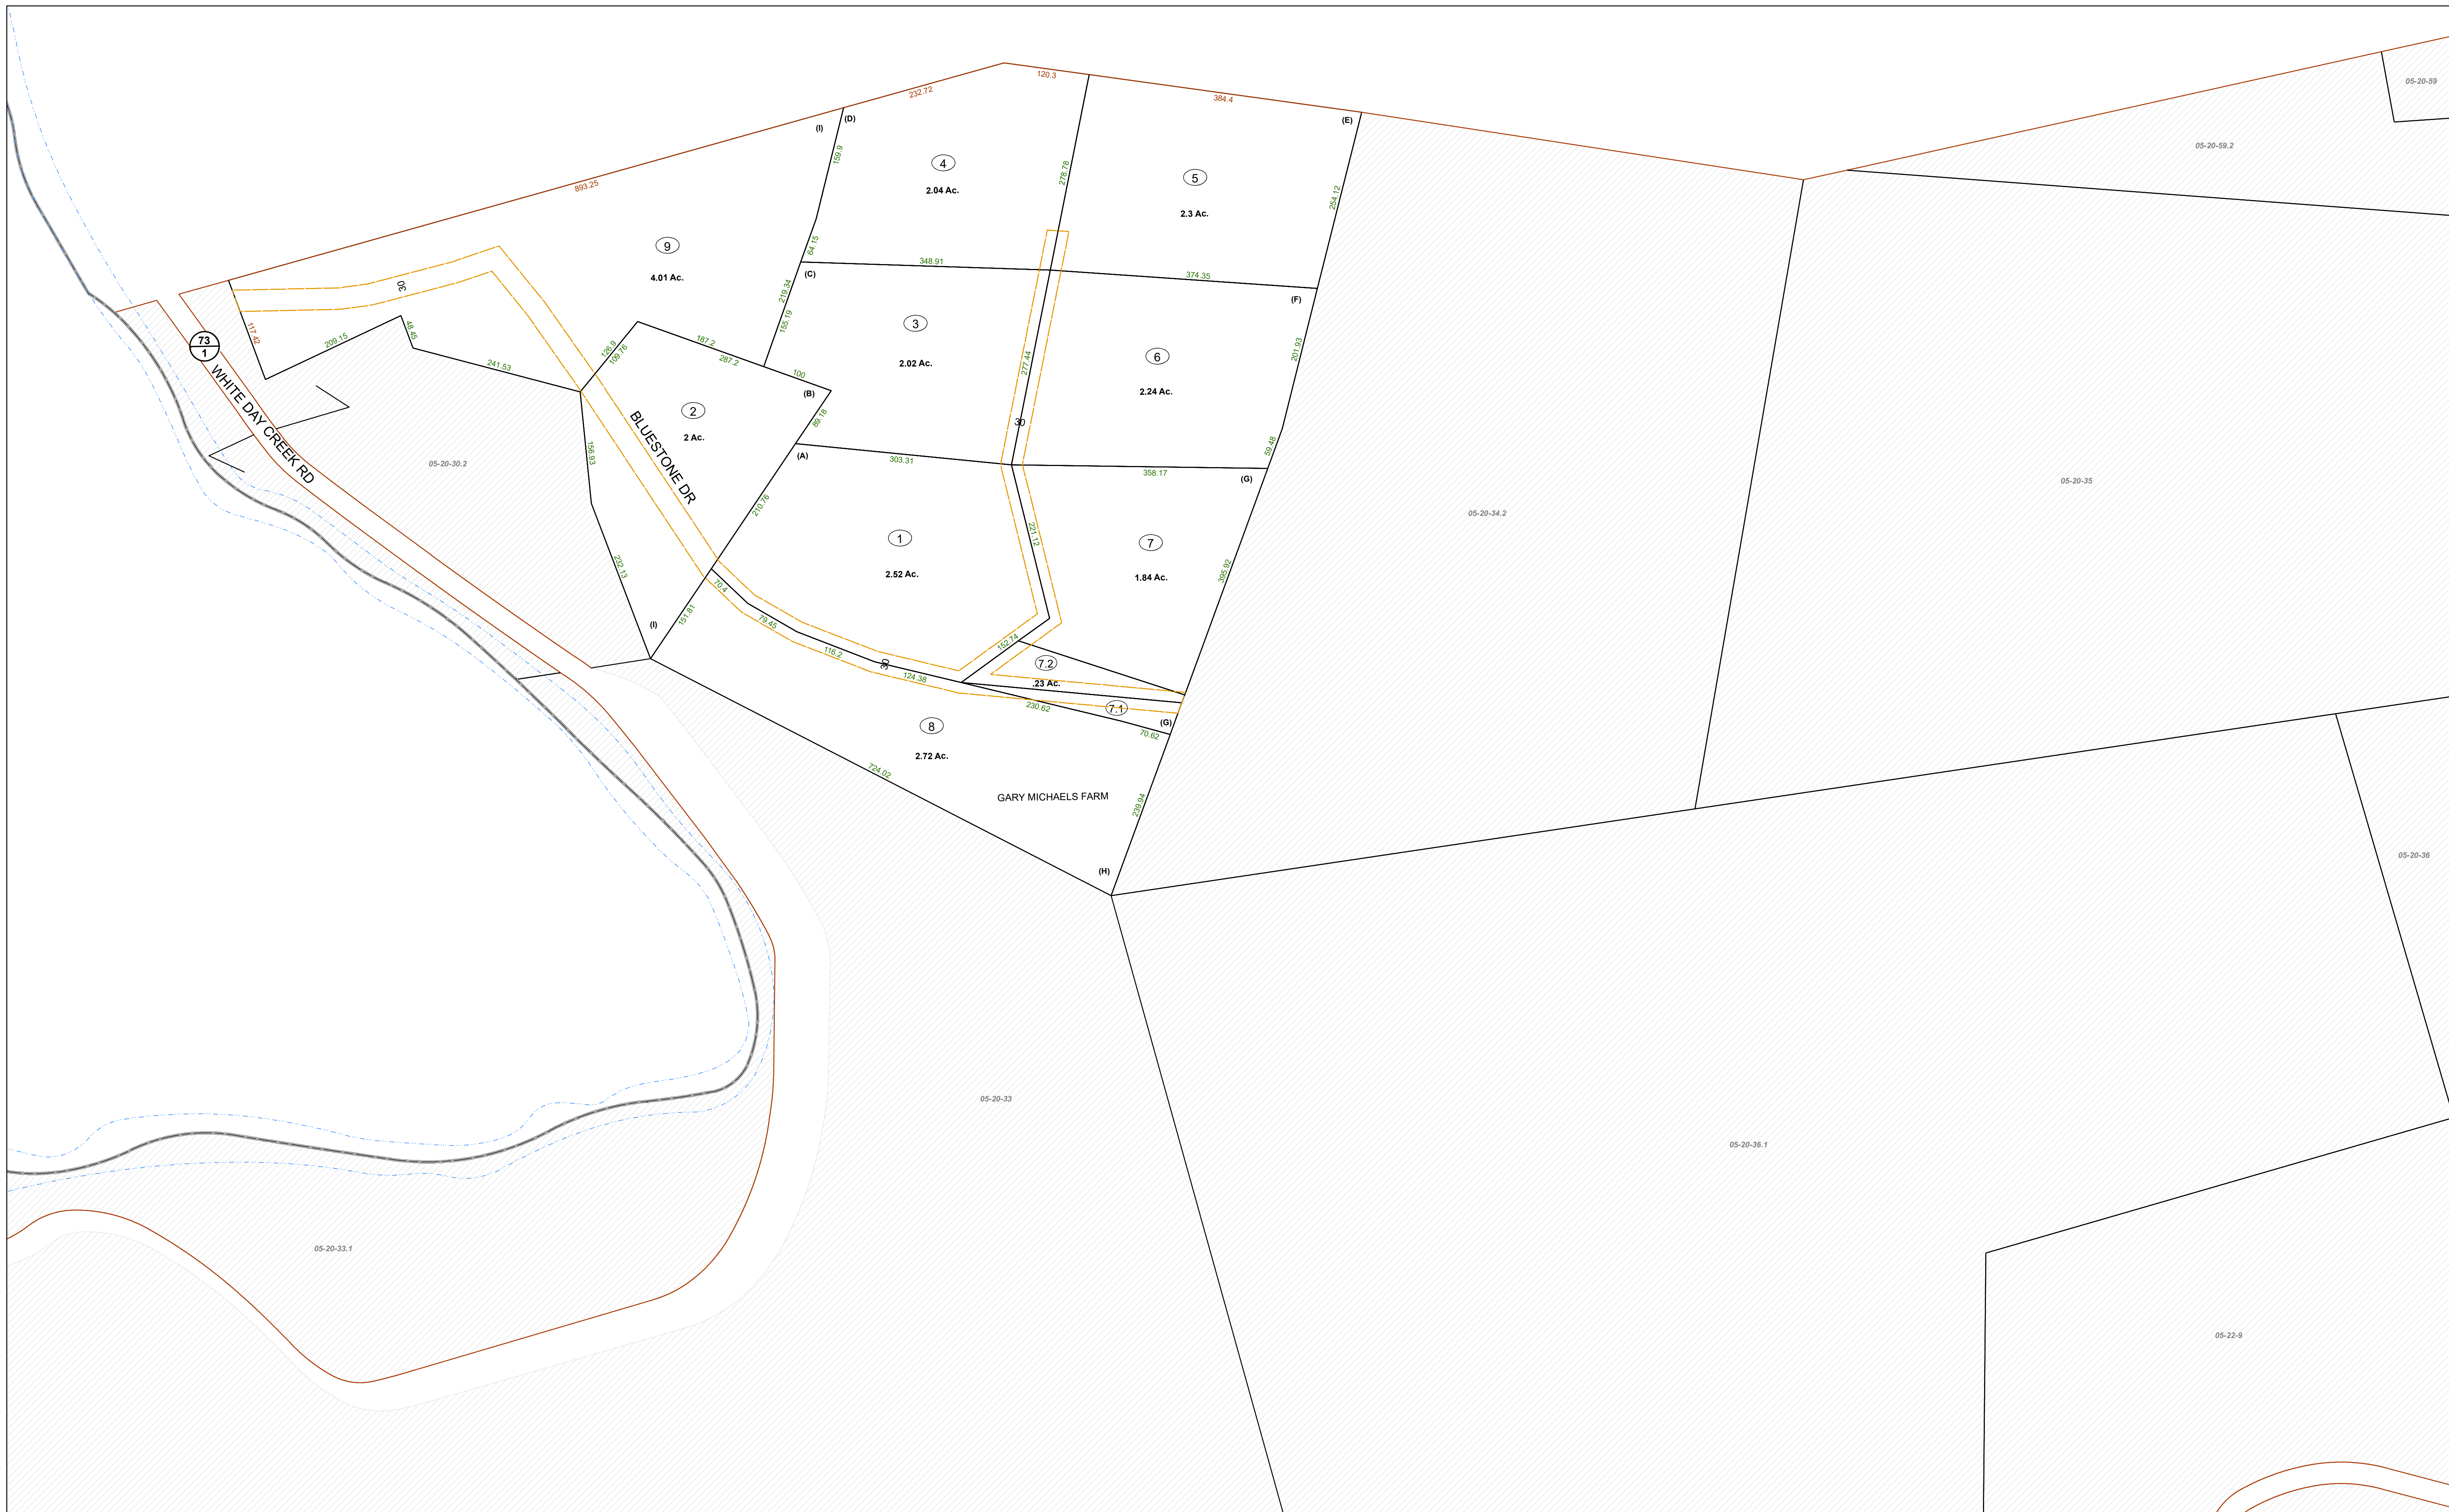 120.3
232.72
384.4
05-20-59
(I)
(D)
(E)
05-20-59.2
159.9
4
2.04 Ac.
278.78
5
2.3 Ac.
254.12
893.25
9
4.01 Ac.
64.15
348.91
374.35
(C)
(F)
30
219.34
155.19
3
2.02 Ac.
277.44
6
2.24 Ac.
201.93
117.42
73
1
209.15
48.45
241.53
126.9
109.76
187.2
287.2
100
(B)
2
2 Ac.
89.18
30
59.48
WHITE DAY CREEK RD
05-20-30.2
156.93
BLUESTONE DR
(A)
303.31
358.17
(G)
05-20-34.2
05-20-35
210.76
1
2.52 Ac.
221.12
7
1.84 Ac.
395.92
232.13
70.4
79.45
151.81
(I)
116.2
30
124.38
152.74
7.2
.23 Ac.
7.1
230.62
(G)
70.62
8
2.72 Ac.
724.02
GARY MICHAELS FARM
239.94
(H)
05-20-36
05-20-33
05-20-36.1
05-20-33.1
05-22-9